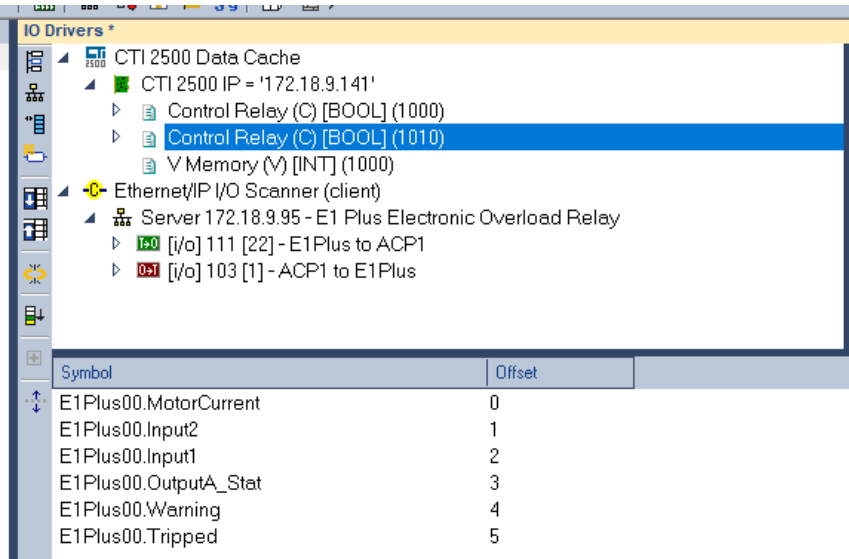 IO Drivers *
CTI 2500 Data Cache
CTI 2500 IP = '172.18.9.141'
Control Relay (C) [BOOL] (1000)
Control Relay (C) [BOOL] (1010)
V Memory (V) [INT] (1000)
Ethernet/IP I/O Scanner (client)
Server 172.18.9.95 - E1 Plus Electronic Overload Relay
T›O [i/o] 111 [22] - E1Plus to ACP1
O›T [i/o] 103 [1] - ACP1 to E1Plus
Symbol Offset
E1Plus00.MotorCurrent 0
E1Plus00.Input2 1
E1Plus00.Input1 2
E1Plus00.OutputA_Stat 3
E1Plus00.Warning 4
E1Plus00.Tripped 5